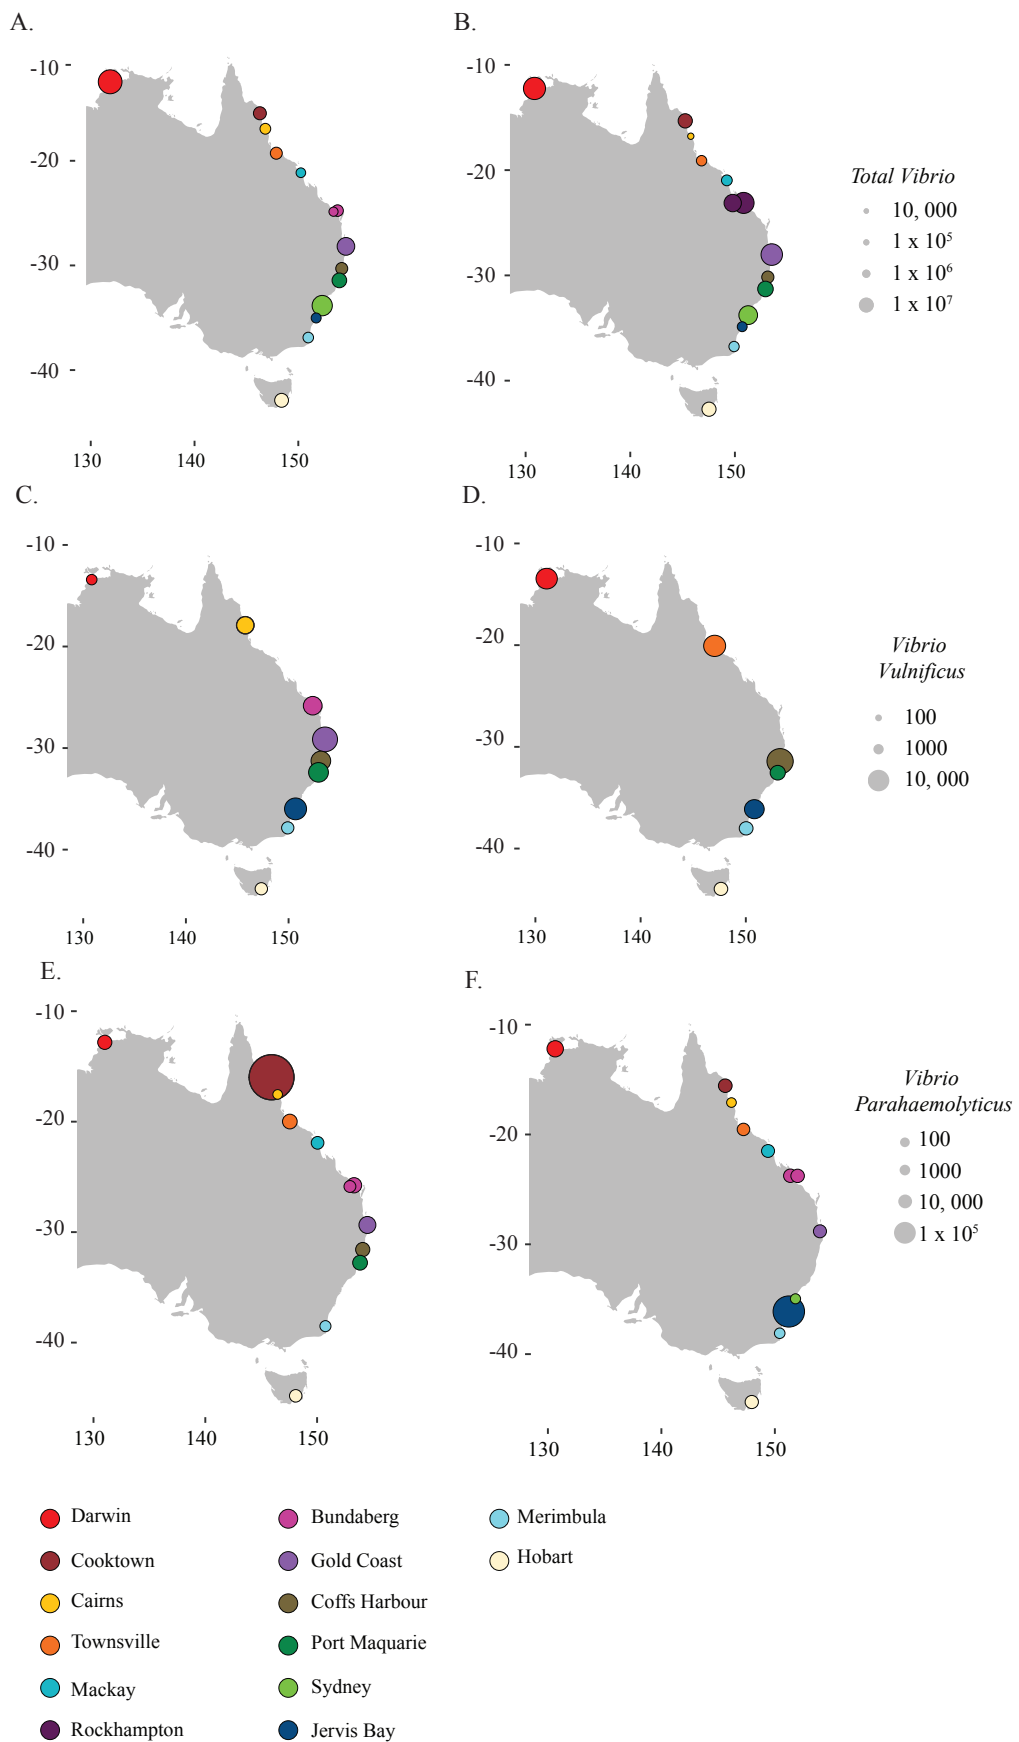 A.
B.
-10
-20
-30
-40
130
140
150
-10
-20
-30
-40
130
140
150
Total Vibrio
10, 000
1 x 10⁵
1 x 10⁶
1 x 10⁷
C.
D.
-10
-20
-30
-40
130
140
150
-10
-20
-30
-40
130
140
150
Vibrio
Vulnificus
100
1000
10, 000
E.
F.
-10
-20
-30
-40
130
140
150
-10
-20
-30
-40
130
140
150
Vibrio
Parahaemolyticus
100
1000
10, 000
1 x 10⁵
Darwin
Cooktown
Cairns
Townsville
Mackay
Rockhampton
Bundaberg
Gold Coast
Coffs Harbour
Port Maquarie
Sydney
Jervis Bay
Merimbula
Hobart